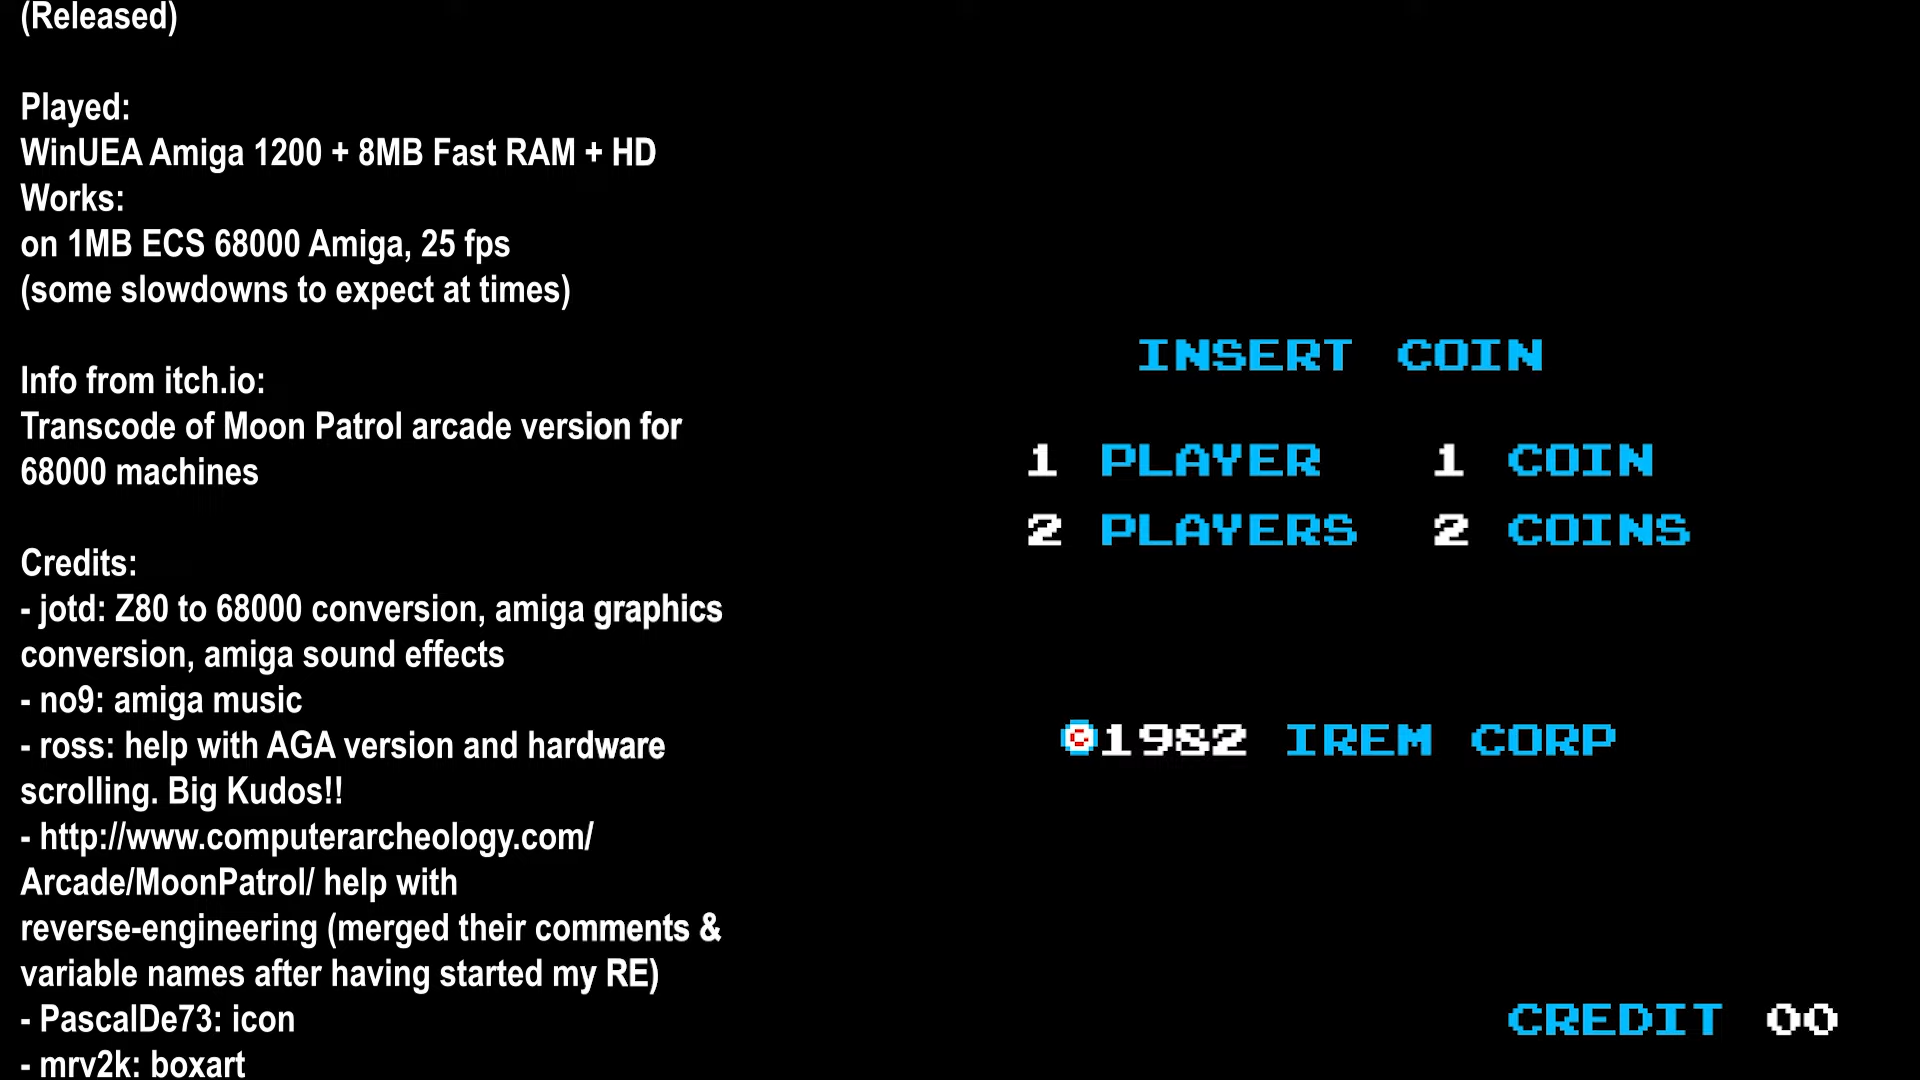 (Released)
Played:
WinUEA Amiga 1200 + 8MB Fast RAM + HD
Works:
on 1MB ECS 68000 Amiga, 25 fps
(some slowdowns to expect at times)
Info from itch.io:
Transcode of Moon Patrol arcade version for
68000 machines
Credits:
- jotd: Z80 to 68000 conversion, amiga graphics
conversion, amiga sound effects
- no9: amiga music
- ross: help with AGA version and hardware
scrolling. Big Kudos!!
- http://www.computerarcheology.com/
Arcade/MoonPatrol/ help with
reverse-engineering (merged their comments &
variable names after having started my RE)
- PascalDe73: icon
- mrv2k: boxart
INSERT COIN
1 PLAYER 1 COIN
2 PLAYERS 2 COINS
©1982 IREM CORP
CREDIT 00